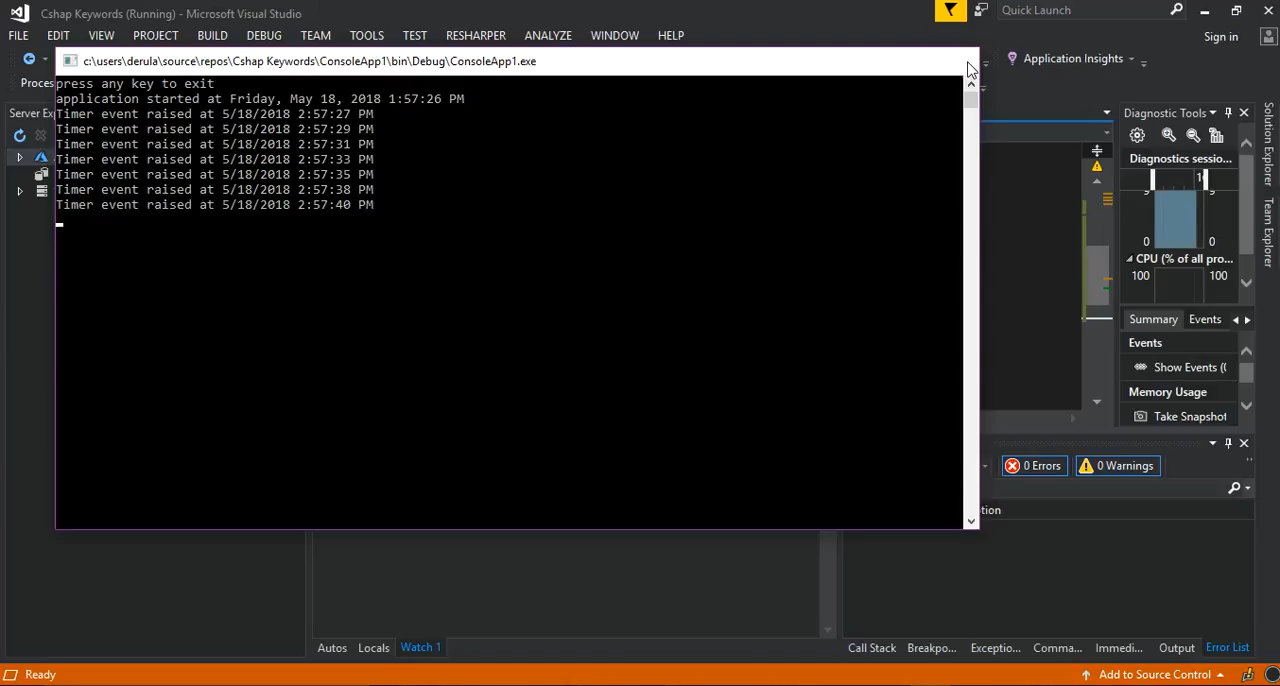 Cshap Keywords (Running) - Microsoft Visual Studio
Quick Launch
FILE EDIT VIEW PROJECT BUILD DEBUG TEAM TOOLS TEST RESHARPER ANALYZE WINDOW HELP
Sign in
c:\users\derula\source\repos\Cshap Keywords\ConsoleApp1\bin\Debug\ConsoleApp1.exe
Application Insights
Proces
press any key to exit
application started at Friday, May 18, 2018 1:57:26 PM
Timer event raised at 5/18/2018 2:57:27 PM
Timer event raised at 5/18/2018 2:57:29 PM
Timer event raised at 5/18/2018 2:57:31 PM
Timer event raised at 5/18/2018 2:57:33 PM
Timer event raised at 5/18/2018 2:57:35 PM
Timer event raised at 5/18/2018 2:57:38 PM
Timer event raised at 5/18/2018 2:57:40 PM
Server Ex
Diagnostic Tools
Diagnostics sessio...
0 0
CPU (% of all pro...
100 100
Summary Events
Events
Show Events (
Memory Usage
Take Snapshot
Solution Explorer
Team Explorer
0 Errors 0 Warnings
tion
Autos Locals Watch 1
Call Stack Breakpo... Exceptio... Comma... Immedi... Output Error List
Ready
Add to Source Control